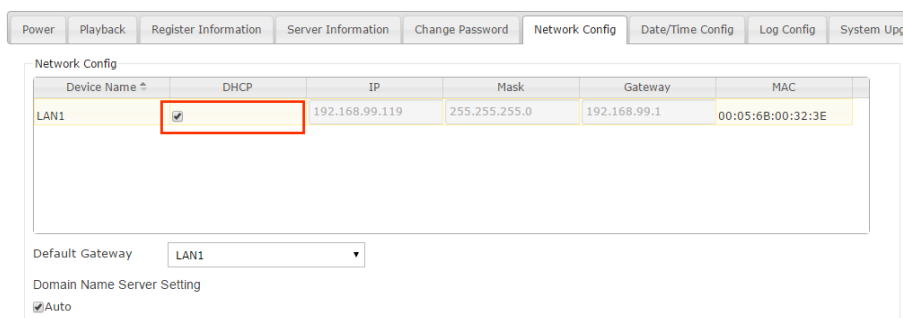 Power Playback Register Information Server Information Change Password Network Config Date/Time Config Log Config System Upg
Network Config
Device Name DHCP IP Mask Gateway MAC
LAN1 192.168.99.119 255.255.255.0 192.168.99.1 00:05:6B:00:32:3E
Default Gateway LAN1
Domain Name Server Setting
Auto